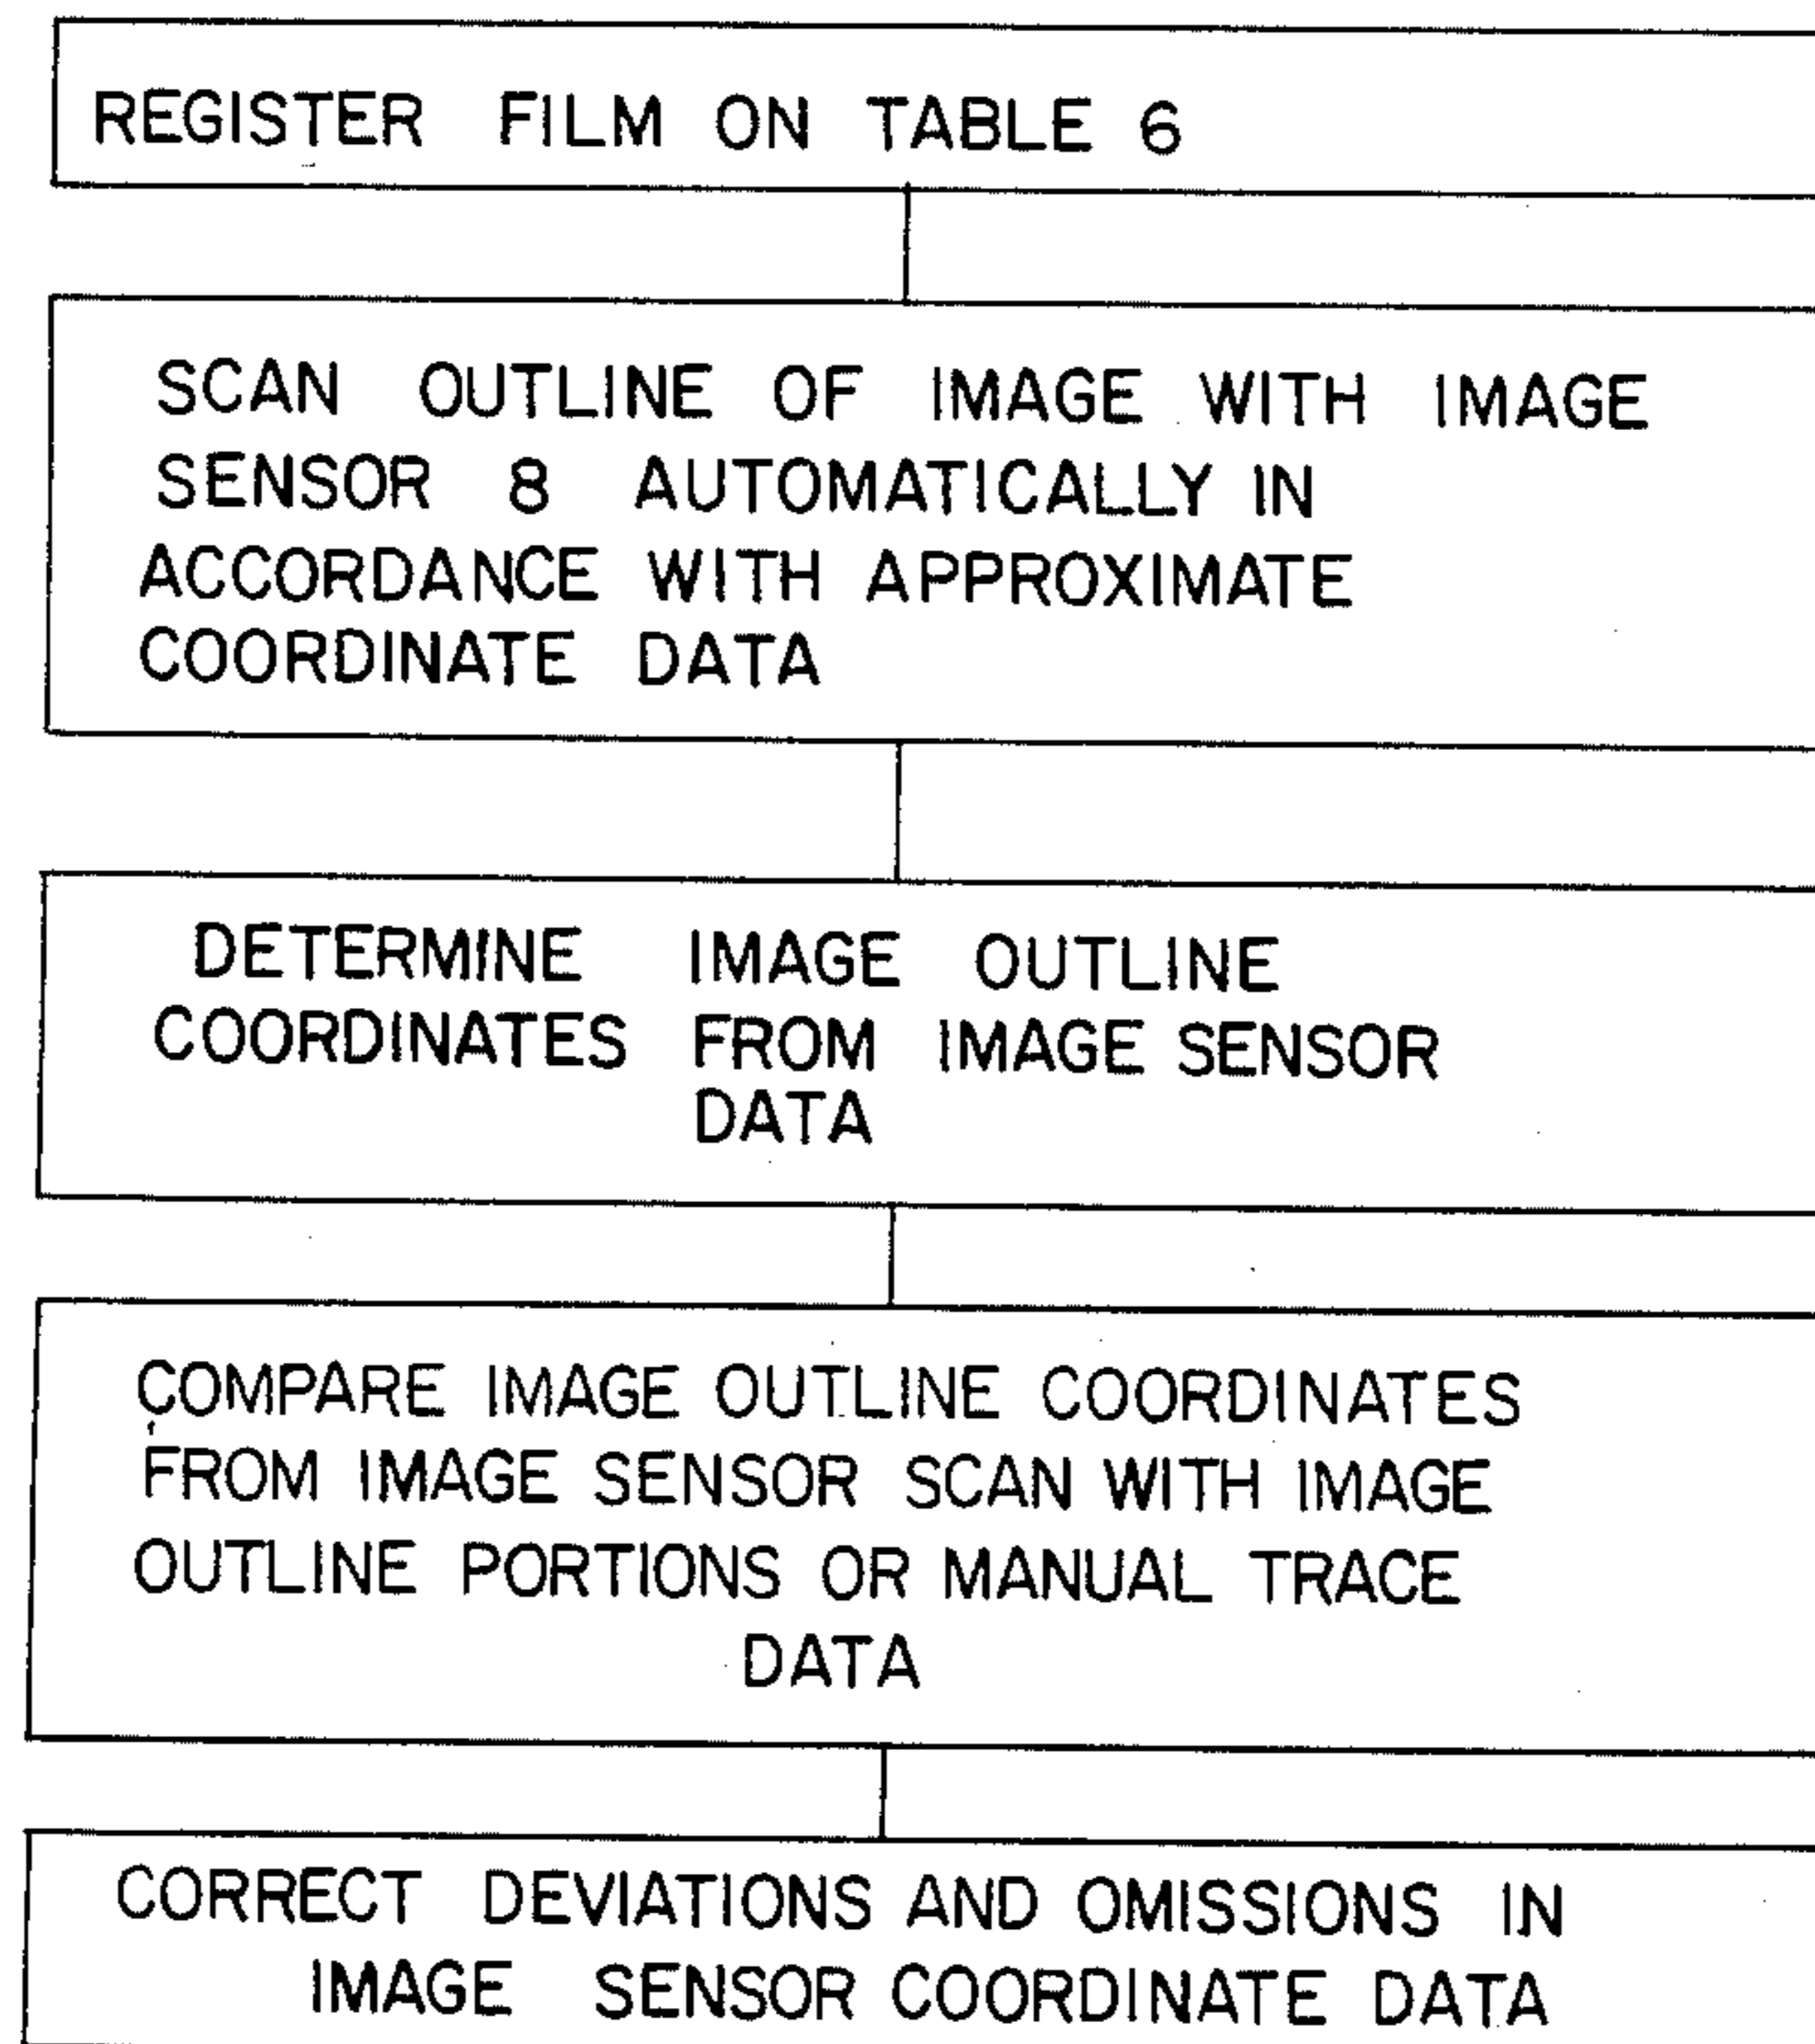 REGISTER FILM ON TABLE 6
SCAN OUTLINE OF IMAGE WITH IMAGE
SENSOR 8 AUTOMATICALLY IN
ACCORDANCE WITH APPROXIMATE
COORDINATE DATA
DETERMINE IMAGE OUTLINE
COORDINATES FROM IMAGE SENSOR
DATA
COMPARE IMAGE OUTLINE COORDINATES
FROM IMAGE SENSOR SCAN WITH IMAGE
OUTLINE PORTIONS OR MANUAL TRACE
DATA
CORRECT DEVIATIONS AND OMISSIONS IN
IMAGE SENSOR COORDINATE DATA